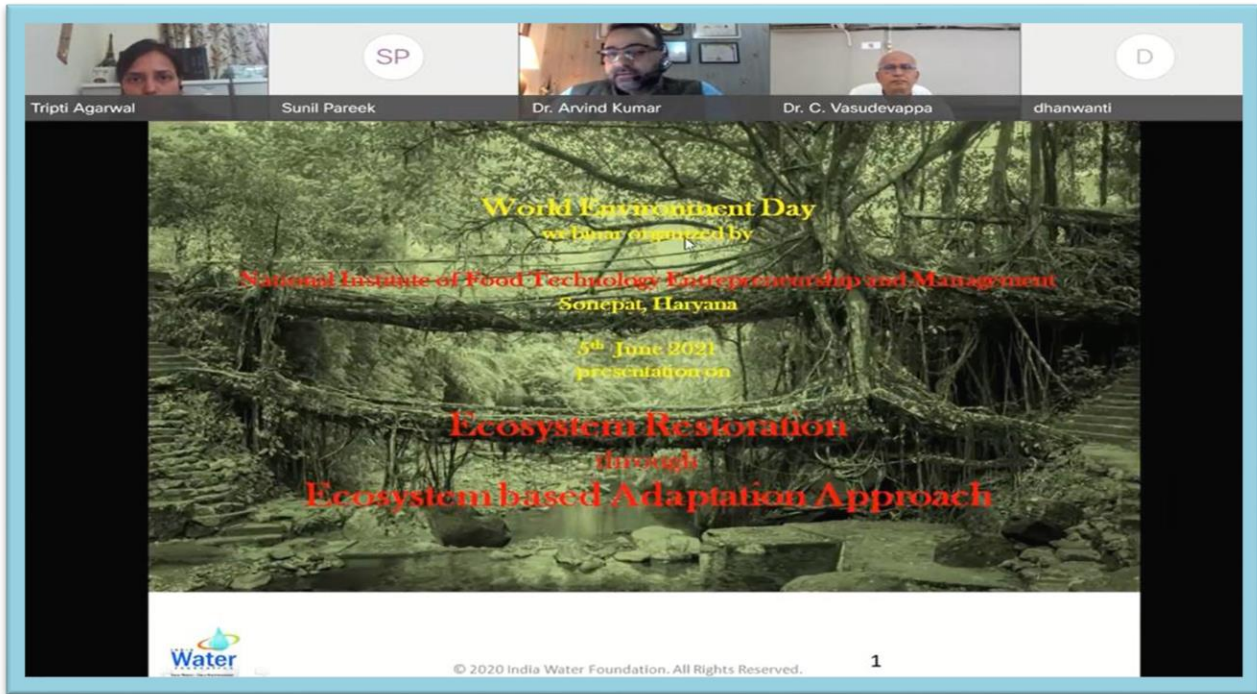 SP
D
Tripti Agarwal
Sunil Pareek
Dr. Arvind Kumar
Dr. C. Vasudevappa
dhanwanti
World Environment Day
webinar organized by
National Institute of Food Technology Entrepreneurship and Management
Sonepat, Haryana
5th June 2021
presentation on
Ecosystem Restoration
through
Ecosystem based Adaptation Approach
Water
© 2020 India Water Foundation. All Rights Reserved.
1